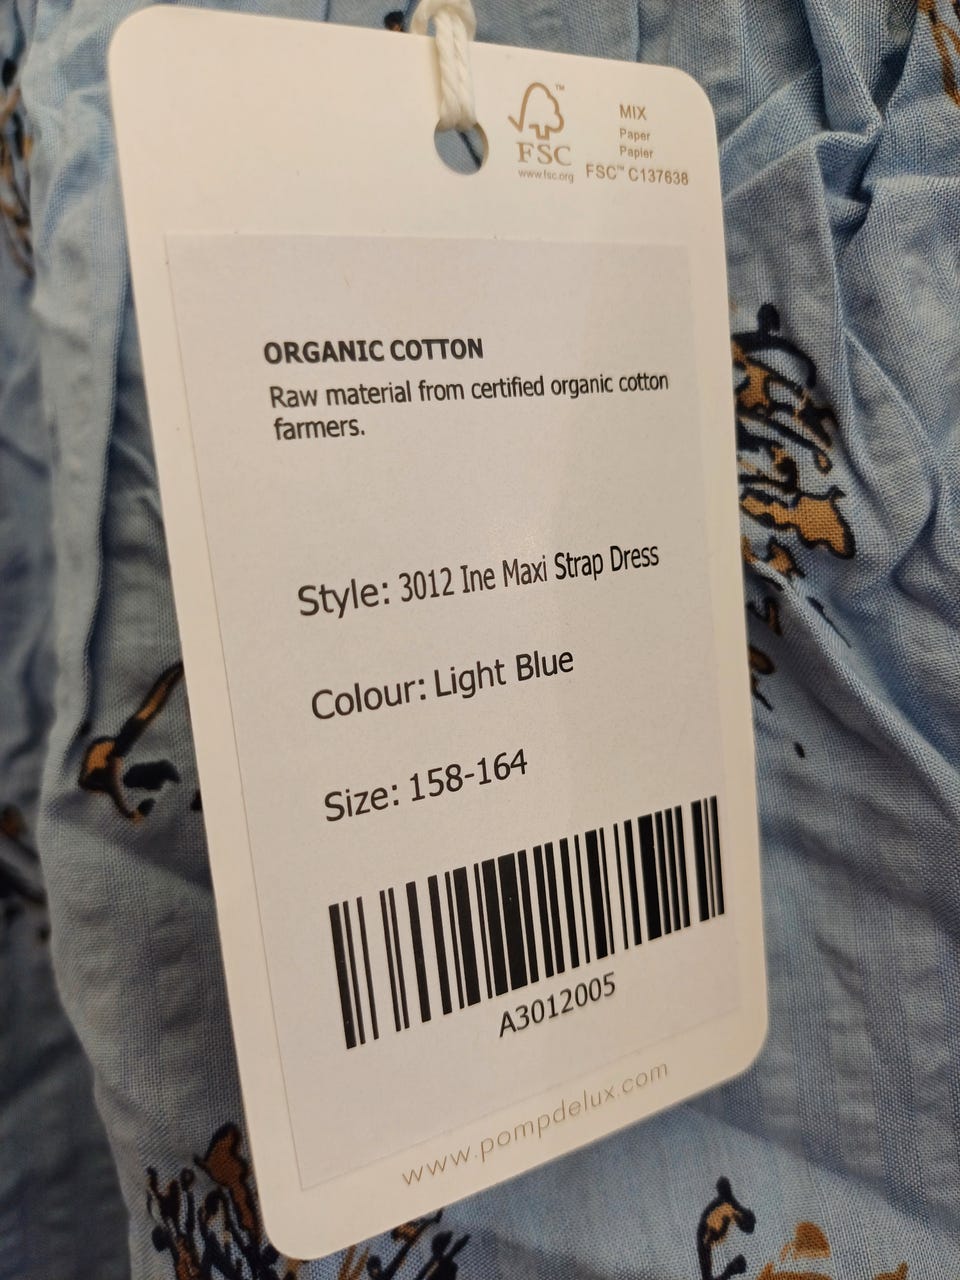 FSC™
www.fsc.org
MIX
Paper
Papier
FSC™ C137638
ORGANIC COTTON
Raw material from certified organic cotton
farmers.
Style: 3012 Ine Maxi Strap Dress
Colour: Light Blue
Size: 158-164
A3012005
www.pompdelux.com